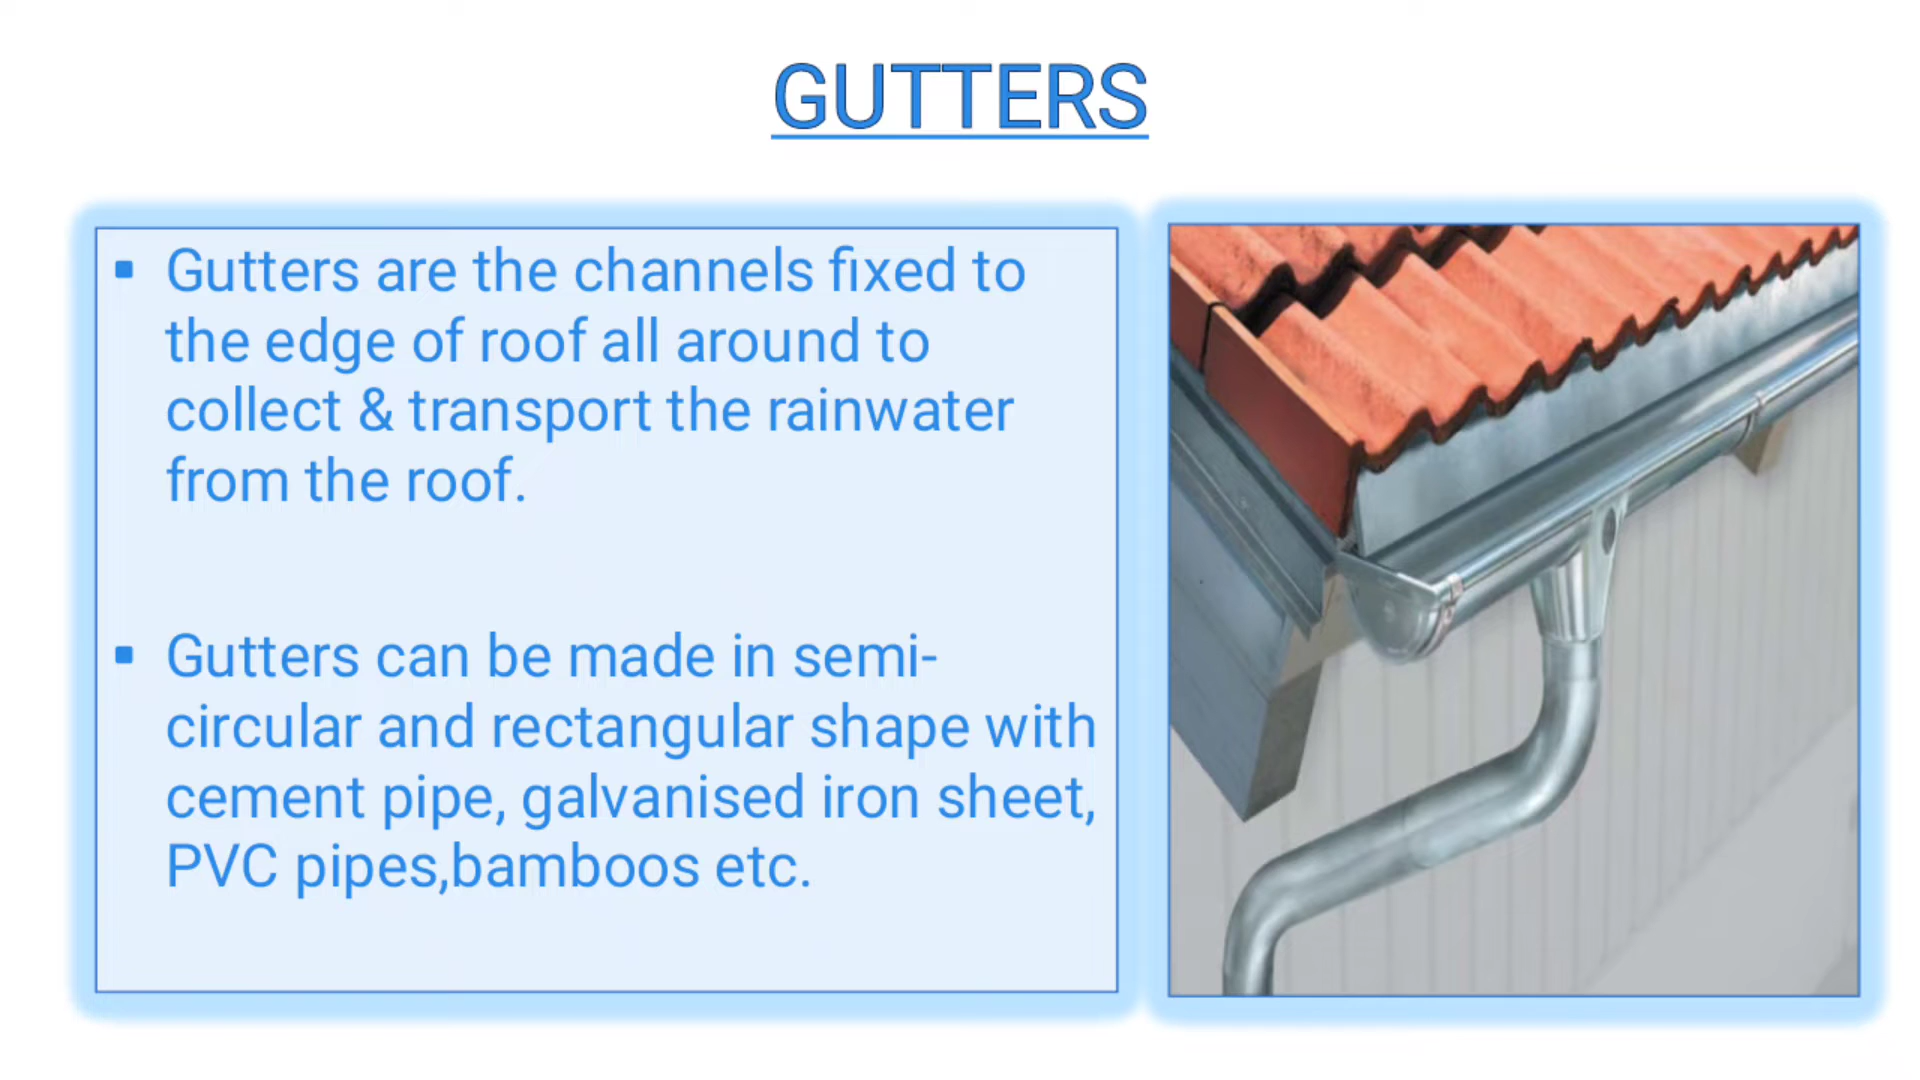 GUTTERS
▪ Gutters are the channels fixed to
the edge of roof all around to
collect & transport the rainwater
from the roof.
▪ Gutters can be made in semi-
circular and rectangular shape with
cement pipe, galvanised iron sheet,
PVC pipes,bamboos etc.